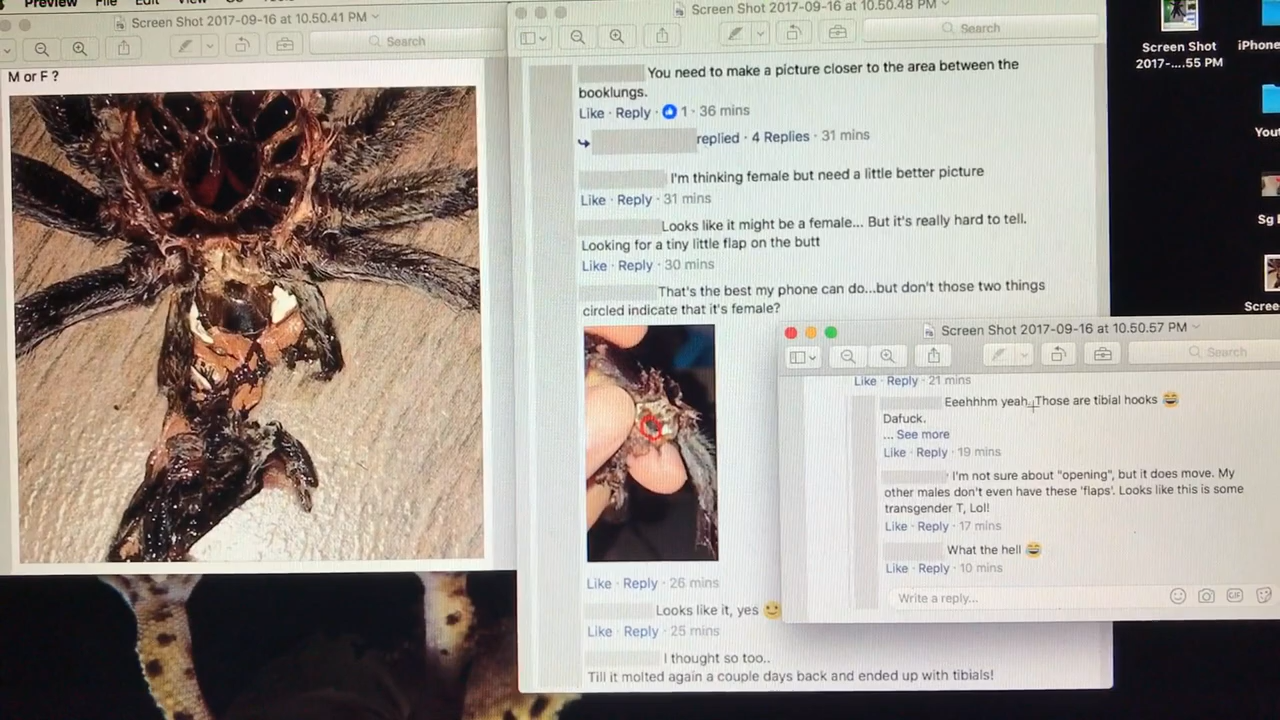 Preview File Edit View
Screen Shot 2017-09-16 at 10.50.41 PM
Search
M or F ?
Screen Shot 2017-09-16 at 10.50.48 PM
Search
You need to make a picture closer to the area between the
booklungs.
Like · Reply · 1 · 36 mins
replied · 4 Replies · 31 mins
I'm thinking female but need a little better picture
Like · Reply · 31 mins
Looks like it might be a female... But it's really hard to tell.
Looking for a tiny little flap on the butt
Like · Reply · 30 mins
That's the best my phone can do...but don't those two things
circled indicate that it's female?
Like · Reply · 26 mins
Looks like it, yes 😉
Like · Reply · 25 mins
I thought so too..
Till it molted again a couple days back and ended up with tibials!
Screen Shot 2017-09-16 at 10.50.57 PM
Search
Like · Reply · 21 mins
Eeehhhm yeah. Those are tibial hooks 😂
Dafuck.
... See more
Like · Reply · 19 mins
I'm not sure about "opening", but it does move. My
other males don't even have these 'flaps'. Looks like this is some
transgender T, Lol!
Like · Reply · 17 mins
What the hell 😂
Like · Reply · 10 mins
Write a reply...
GIF
Screen Shot
2017-....55 PM
iPhone
You
Sg
Scree